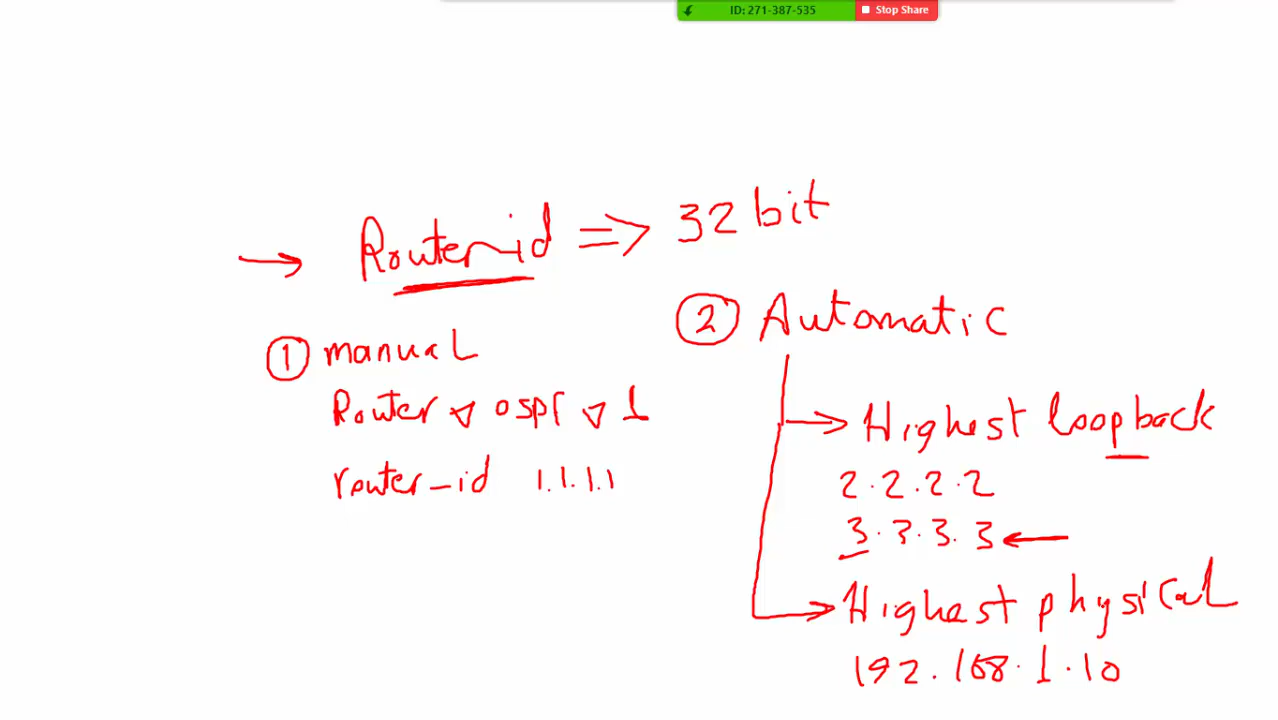 ID: 271-387-535 Stop Share
→ Router-id => 32 bit
① manual
Router ▽ ospf ▽ 1
router-id 1.1.1.1
② Automatic
→ Highest loopback
2.2.2.2
3.3.3.3 ←
→ Highest physical
192.168.1.10